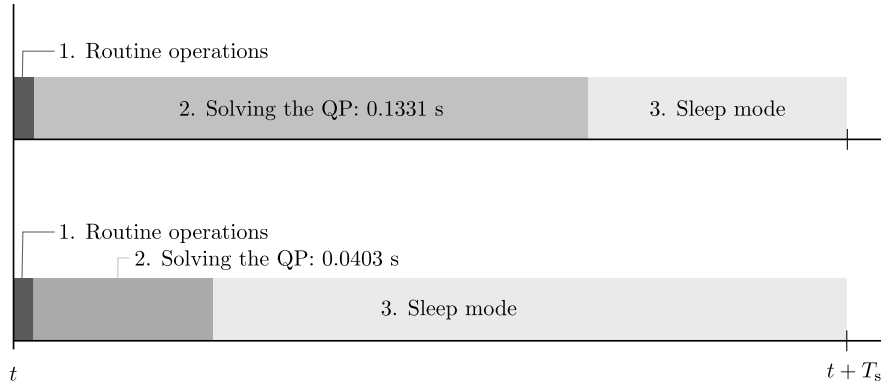 1. Routine operations
2. Solving the QP: 0.1331 s
3. Sleep mode
1. Routine operations
2. Solving the QP: 0.0403 s
3. Sleep mode
t
t + Tₛ